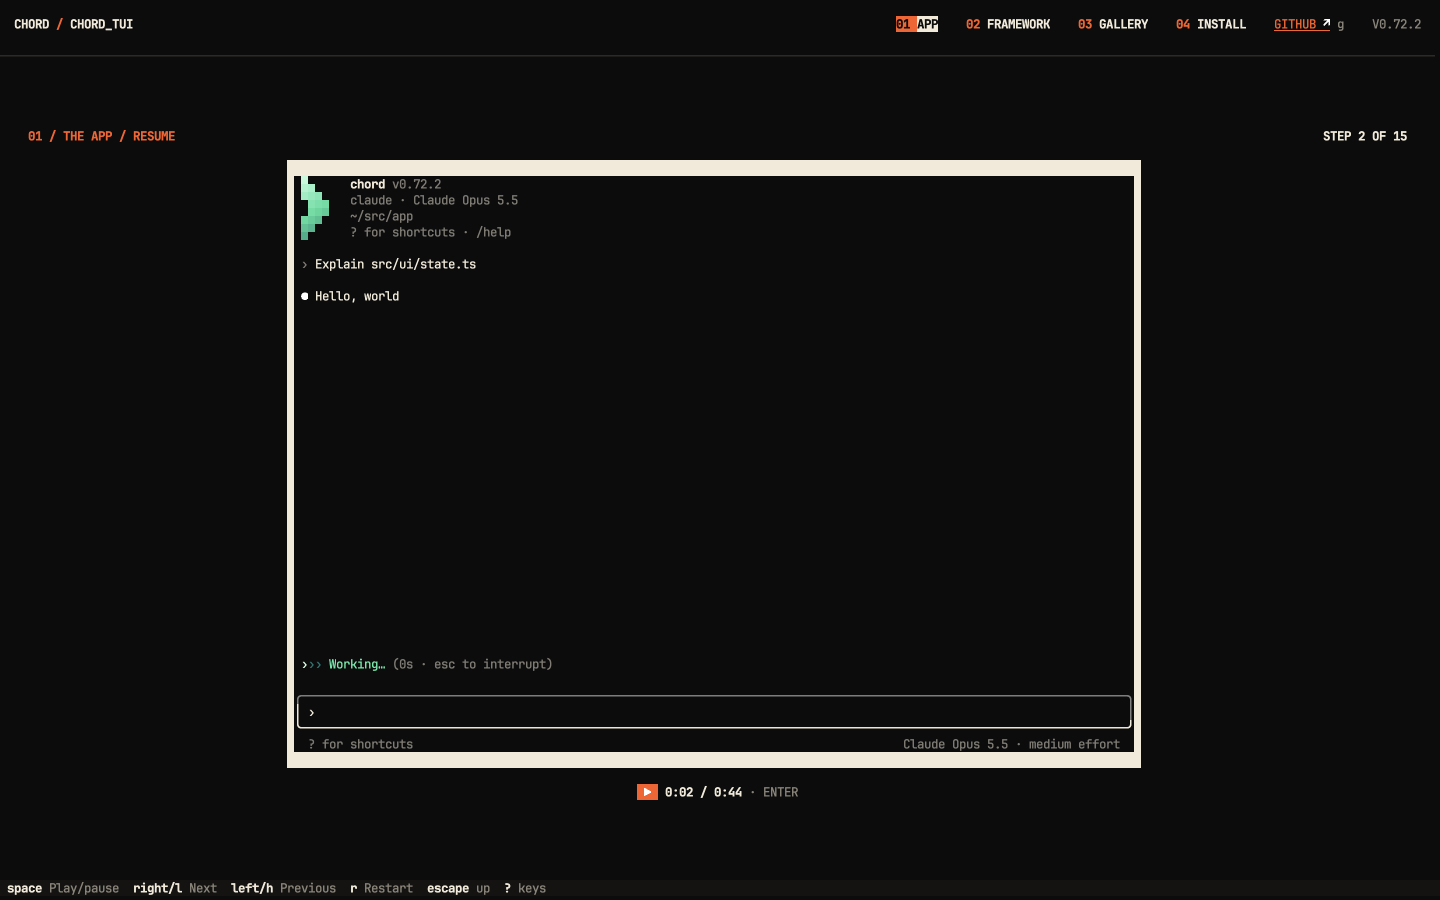 CHORD / CHORD_TUI 01 APP 02 FRAMEWORK 03 GALLERY 04 INSTALL GITHUB ↗ g V0.72.2
01 / THE APP / RESUME STEP 2 OF 15
chord v0.72.2
claude · Claude Opus 5.5
~/src/app
? for shortcuts · /help
› Explain src/ui/state.ts
● Hello, world
››› Working… (0s · esc to interrupt)
›
? for shortcuts Claude Opus 5.5 · medium effort
▶ 0:02 / 0:44 · ENTER
space Play/pause right/l Next left/h Previous r Restart escape up ? keys